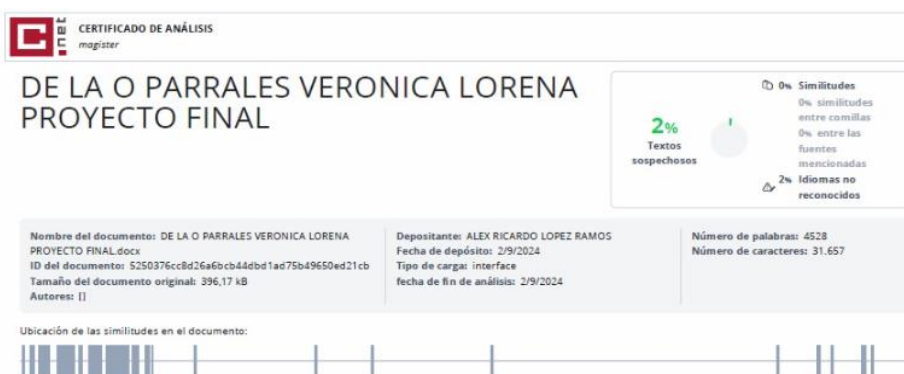 C.net
CERTIFICADO DE ANÁLISIS
magister
DE LA O PARRALES VERONICA LORENA
PROYECTO FINAL
2%
Textos
sospechosos
0% Similitudes
0% similitudes
entre comillas
0% entre las
fuentes
mencionadas
2% Idiomas no
reconocidos
Nombre del documento: DE LA O PARRALES VERONICA LORENA
PROYECTO FINAL.docx
ID del documento: 5250376cc8d26a6bcb44dbd1ad75b49650ed21cb
Tamaño del documento original: 396,17 kB
Autores: []
Depositante: ALEX RICARDO LOPEZ RAMOS
Fecha de depósito: 2/9/2024
Tipo de carga: interface
fecha de fin de análisis: 2/9/2024
Número de palabras: 4528
Número de caracteres: 31.657
Ubicación de las similitudes en el documento: